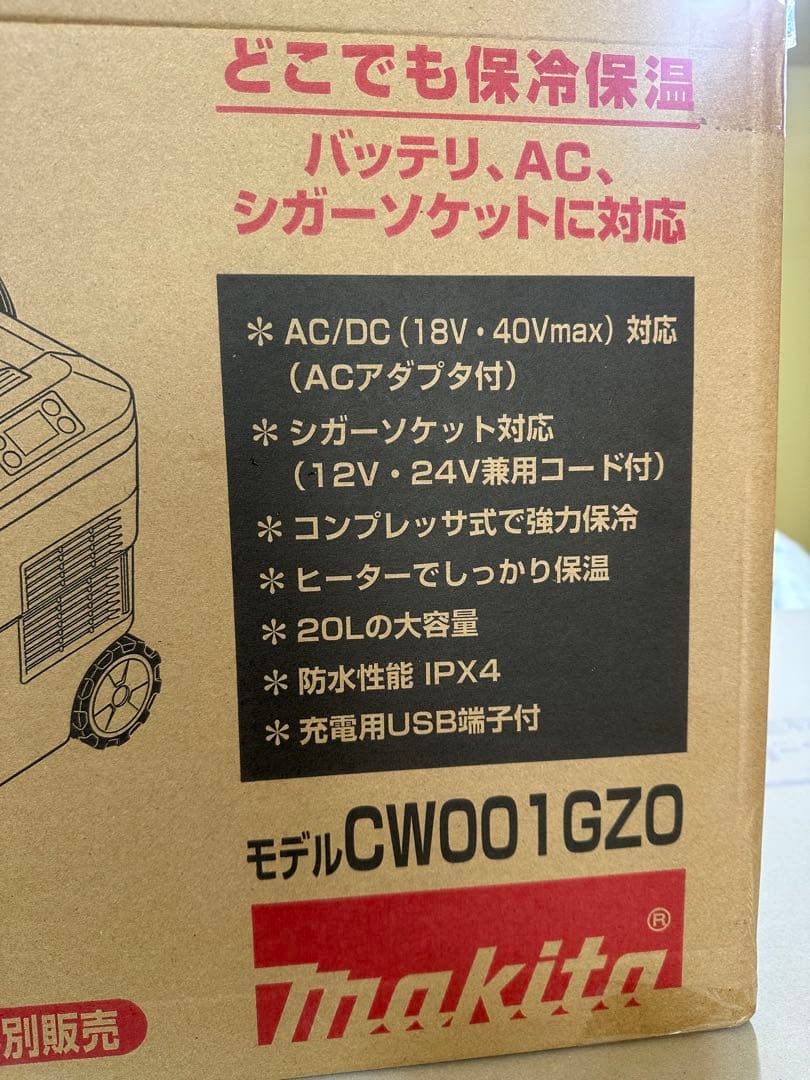 どこでも保冷保温
バッテリ、AC、
シガーソケットに対応
＊ AC/DC（18V・40Vmax）対応
（ACアダプタ付）
＊ シガーソケット対応
（12V・24V兼用コード付）
＊ コンプレッサ式で強力保冷
＊ ヒーターでしっかり保温
＊ 20Lの大容量
＊ 防水性能 IPX4
＊ 充電用USB端子付
モデルCW001GZO
makita®
別販売